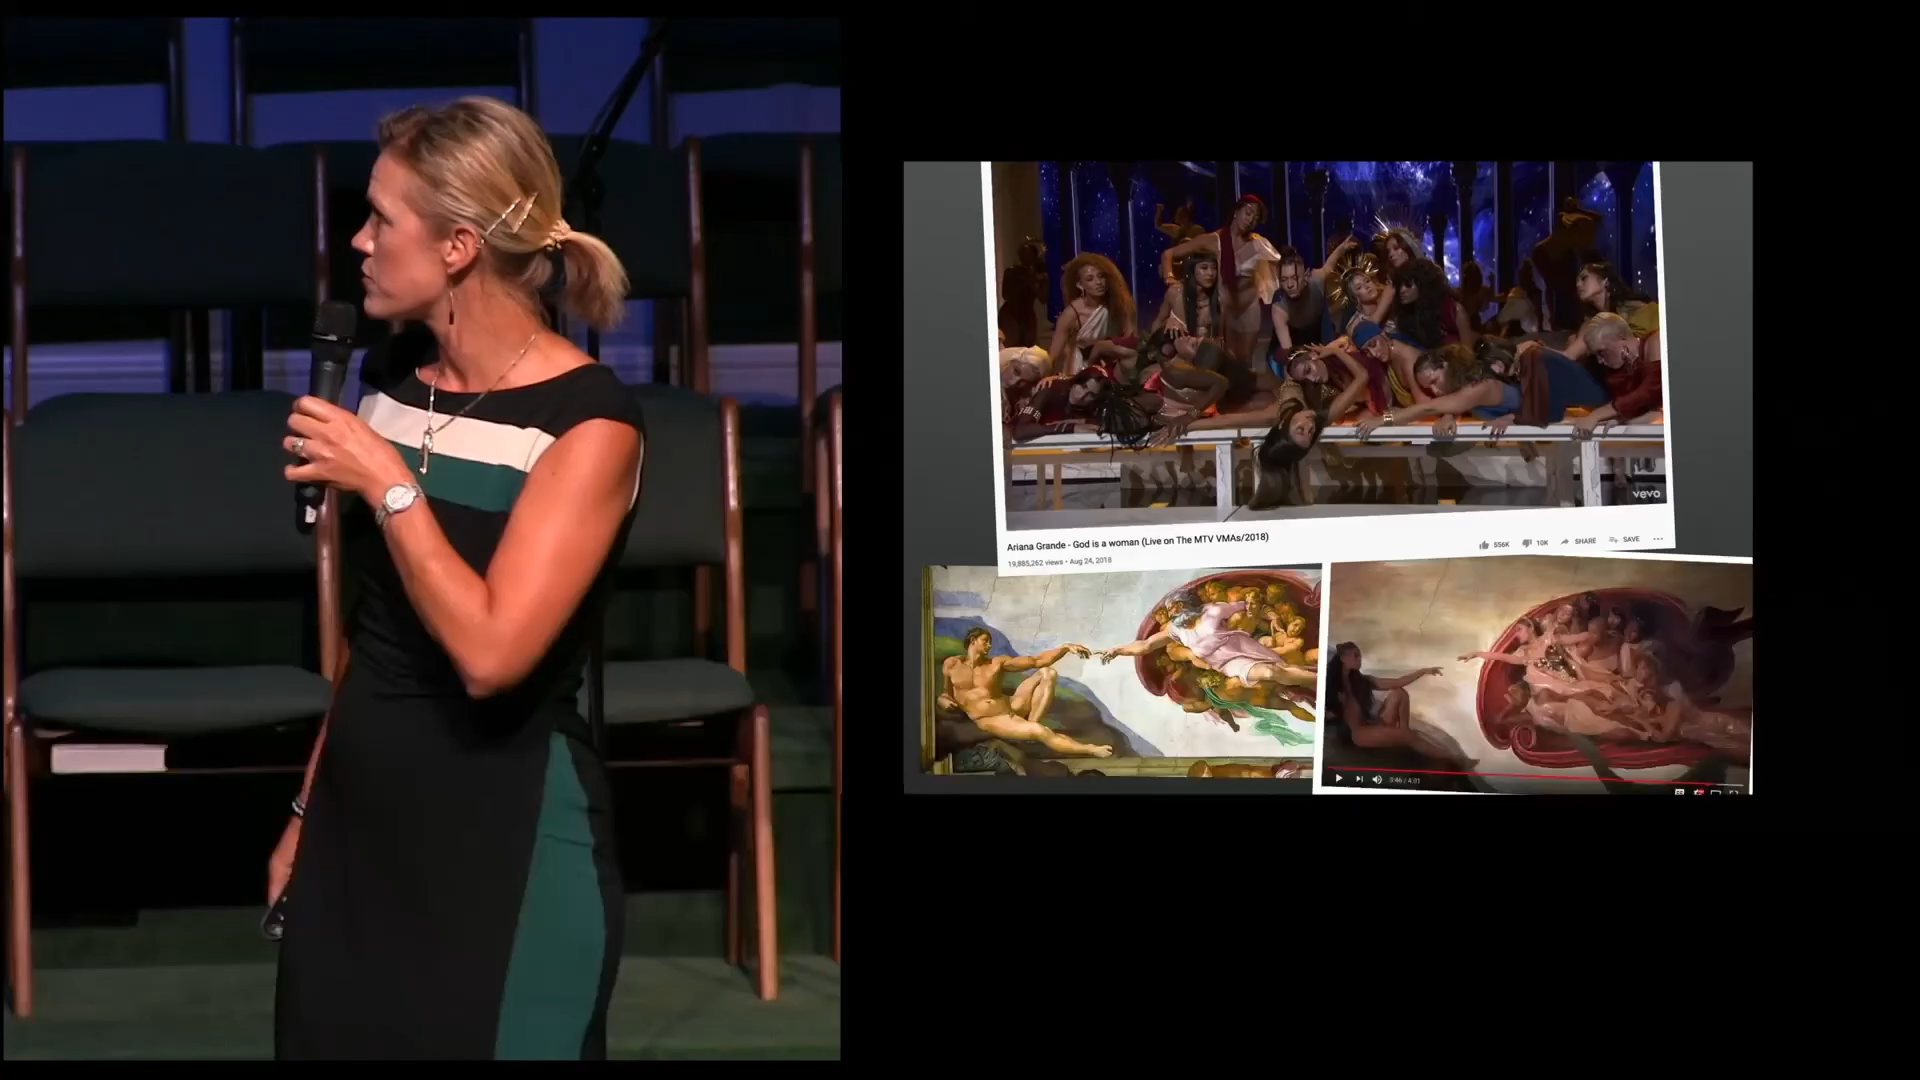 vevo
Ariana Grande - God is a woman (Live on The MTV VMAs/2018)
19,885,262 views • Aug 24, 2018
556K 10K SHARE SAVE
3:46 / 4:01